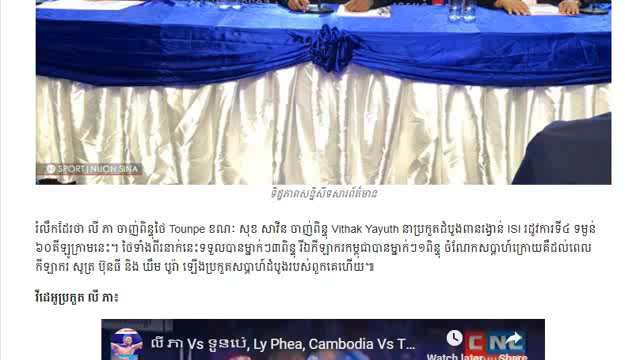 SPORT | NUON SINA
ទិដ្ឋភាពសន្និសីទសារព័ត៌មាន
រំលឹកដែរថា លី ភា ចាញ់ពិន្ទុថៃ Tounpe ខណៈ សុខ សាវិន ចាញ់ពិន្ទុ Vithak Yayuth នាប្រកួតដំបូងពានរង្វាន់ ISI រដូវការទី៤ ទម្ងន់
៦០គីឡូក្រាមនេះ។ ថៃទាំងពីរនាក់នេះទទួលបានម្នាក់ៗ៣ពិន្ទុ រីឯកីឡាករកម្ពុជាបានម្នាក់ៗ១ពិន្ទុ ចំណែកសប្តាហ៍ក្រោយគឺដល់ពេល
កីឡាករ សូត្រ ប៊ុនធី និង ឃឹម បូរ៉ា ឡើងប្រកួតសប្តាហ៍ដំបូងរបស់ពួកគេហើយ៕
វីដេអូប្រកួត លី ភា៖
លី ភា Vs ទួនប៉េ, Ly Phea, Cambodia Vs T...
Watch later
Share
CNC